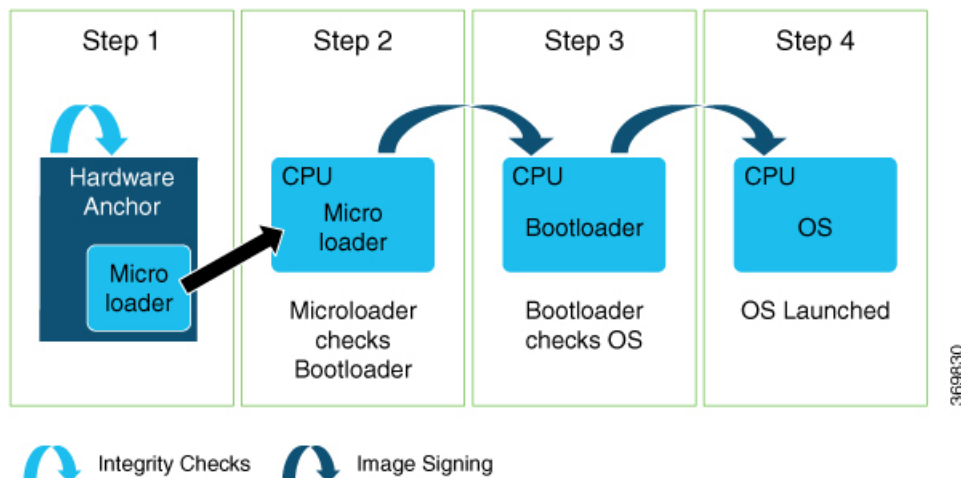 Step 1
Step 2
Step 3
Step 4
Hardware
Anchor
Micro
loader
CPU
Micro
loader
Microloader
checks
Bootloader
CPU
Bootloader
Bootloader
checks OS
CPU
OS
OS Launched
369830
Integrity Checks
Image Signing